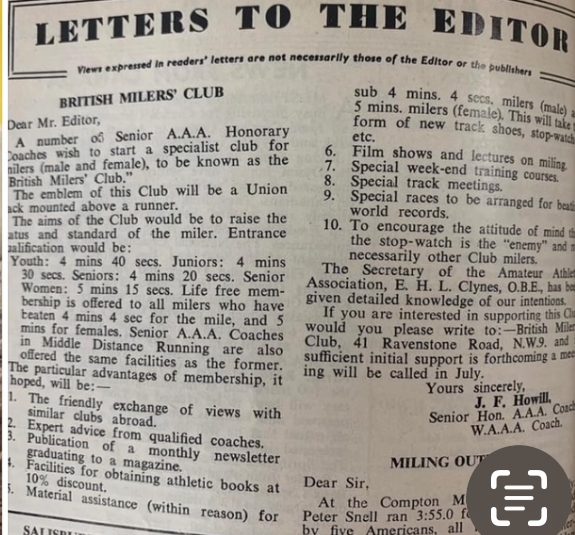 LETTERS TO THE EDITOR
Views expressed in readers' letters are not necessarily those of the Editor or the publishers
BRITISH MILERS' CLUB
Dear Mr. Editor,
A number of Senior A.A.A. Honorary
Coaches wish to start a specialist club for
milers (male and female), to be known as the
British Milers' Club."
The emblem of this Club will be a Union
ack mounted above a runner.
The aims of the Club would be to raise the
atus and standard of the miler. Entrance
ualification would be:
Youth: 4 mins 40 secs. Juniors: 4 mins
30 secs. Seniors: 4 mins 20 secs. Senior
Women: 5 mins 15 secs. Life free mem-
bership is offered to all milers who have
beaten 4 mins 4 sec for the mile, and 5
mins for females. Senior A.A.A. Coaches
in Middle Distance Running are also
offered the same facilities as the former.
The particular advantages of membership, it
hoped, will be:—
1. The friendly exchange of views with
similar clubs abroad.
2. Expert advice from qualified coaches.
3. Publication of a monthly newsletter
graduating to a magazine.
4. Facilities for obtaining athletic books at
10% discount.
5. Material assistance (within reason) for
sub 4 mins. 4 secs. milers (male)
5 mins. milers (female). This will take
form of new track shoes, stop-watch
etc.
6. Film shows and lectures on miling.
7. Special week-end training courses.
8. Special track meetings.
9. Special races to be arranged for beati
world records.
10. To encourage the attitude of mind th
the stop-watch is the "enemy" and n
necessarily other Club milers.
The Secretary of the Amateur Athlet
Association, E. H. L. Clynes, O.B.E., has be
given detailed knowledge of our intentions.
If you are interested in supporting this Cl
would you please write to:—British Miler
Club, 41 Ravenstone Road, N.W.9. and
sufficient initial support is forthcoming a mee
ing will be called in July.
Yours sincerely,
J. F. Howill,
Senior Hon. A.A.A. Coach
W.A.A.A. Coach.
MILING OUT
Dear Sir,
At the Compton M
Peter Snell ran 3:55.0 f
by five Americans, all